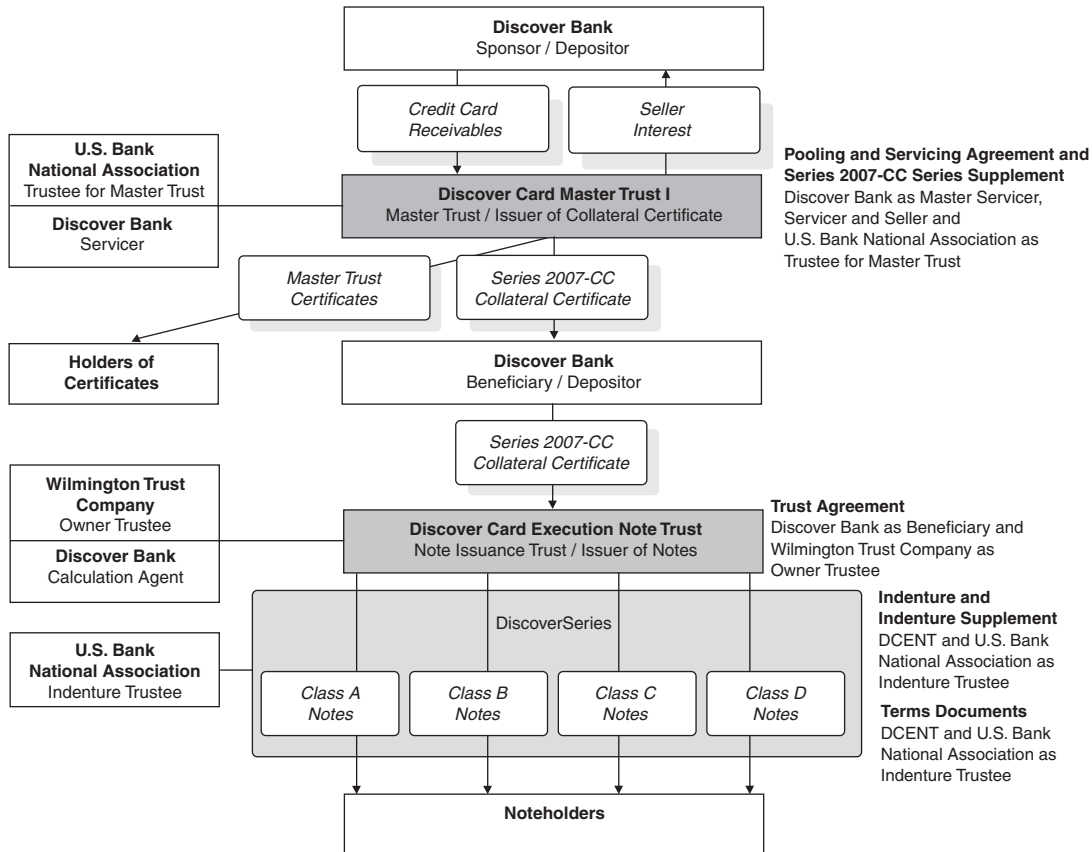 Discover Bank
Sponsor / Depositor
Credit Card
Receivables
Seller
Interest
U.S. Bank
National Association
Trustee for Master Trust
Discover Bank
Servicer
Discover Card Master Trust I
Master Trust / Issuer of Collateral Certificate
Pooling and Servicing Agreement and
Series 2007-CC Series Supplement
Discover Bank as Master Servicer,
Servicer and Seller and
U.S. Bank National Association as
Trustee for Master Trust
Master Trust
Certificates
Series 2007-CC
Collateral Certificate
Holders of
Certificates
Discover Bank
Beneficiary / Depositor
Series 2007-CC
Collateral Certificate
Wilmington Trust
Company
Owner Trustee
Discover Bank
Calculation Agent
Discover Card Execution Note Trust
Note Issuance Trust / Issuer of Notes
Trust Agreement
Discover Bank as Beneficiary and
Wilmington Trust Company as
Owner Trustee
DiscoverSeries
Indenture and
Indenture Supplement
DCENT and U.S. Bank
National Association as
Indenture Trustee
U.S. Bank
National Association
Indenture Trustee
Class A
Notes
Class B
Notes
Class C
Notes
Class D
Notes
Terms Documents
DCENT and U.S. Bank
National Association as
Indenture Trustee
Noteholders